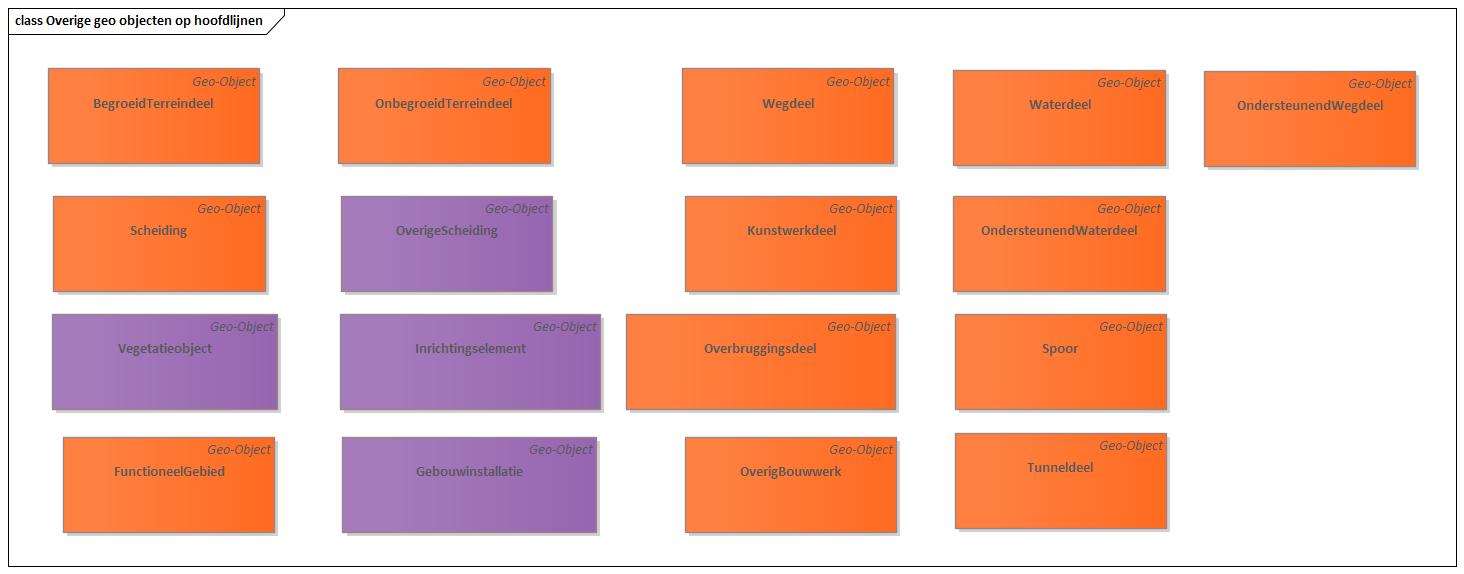 class Overige geo objecten op hoofdlijnen
Geo-Object
BegroeidTerreindeel
Geo-Object
OnbegroeidTerreindeel
Geo-Object
Wegdeel
Geo-Object
Waterdeel
Geo-Object
OndersteunendWegdeel
Geo-Object
Scheiding
Geo-Object
OverigeScheiding
Geo-Object
Kunstwerkdeel
Geo-Object
OndersteunendWaterdeel
Geo-Object
Vegetatieobject
Geo-Object
Inrichtingselement
Geo-Object
Overbruggingsdeel
Geo-Object
Spoor
Geo-Object
FunctioneelGebied
Geo-Object
Gebouwinstallatie
Geo-Object
OverigBouwwerk
Geo-Object
Tunneldeel